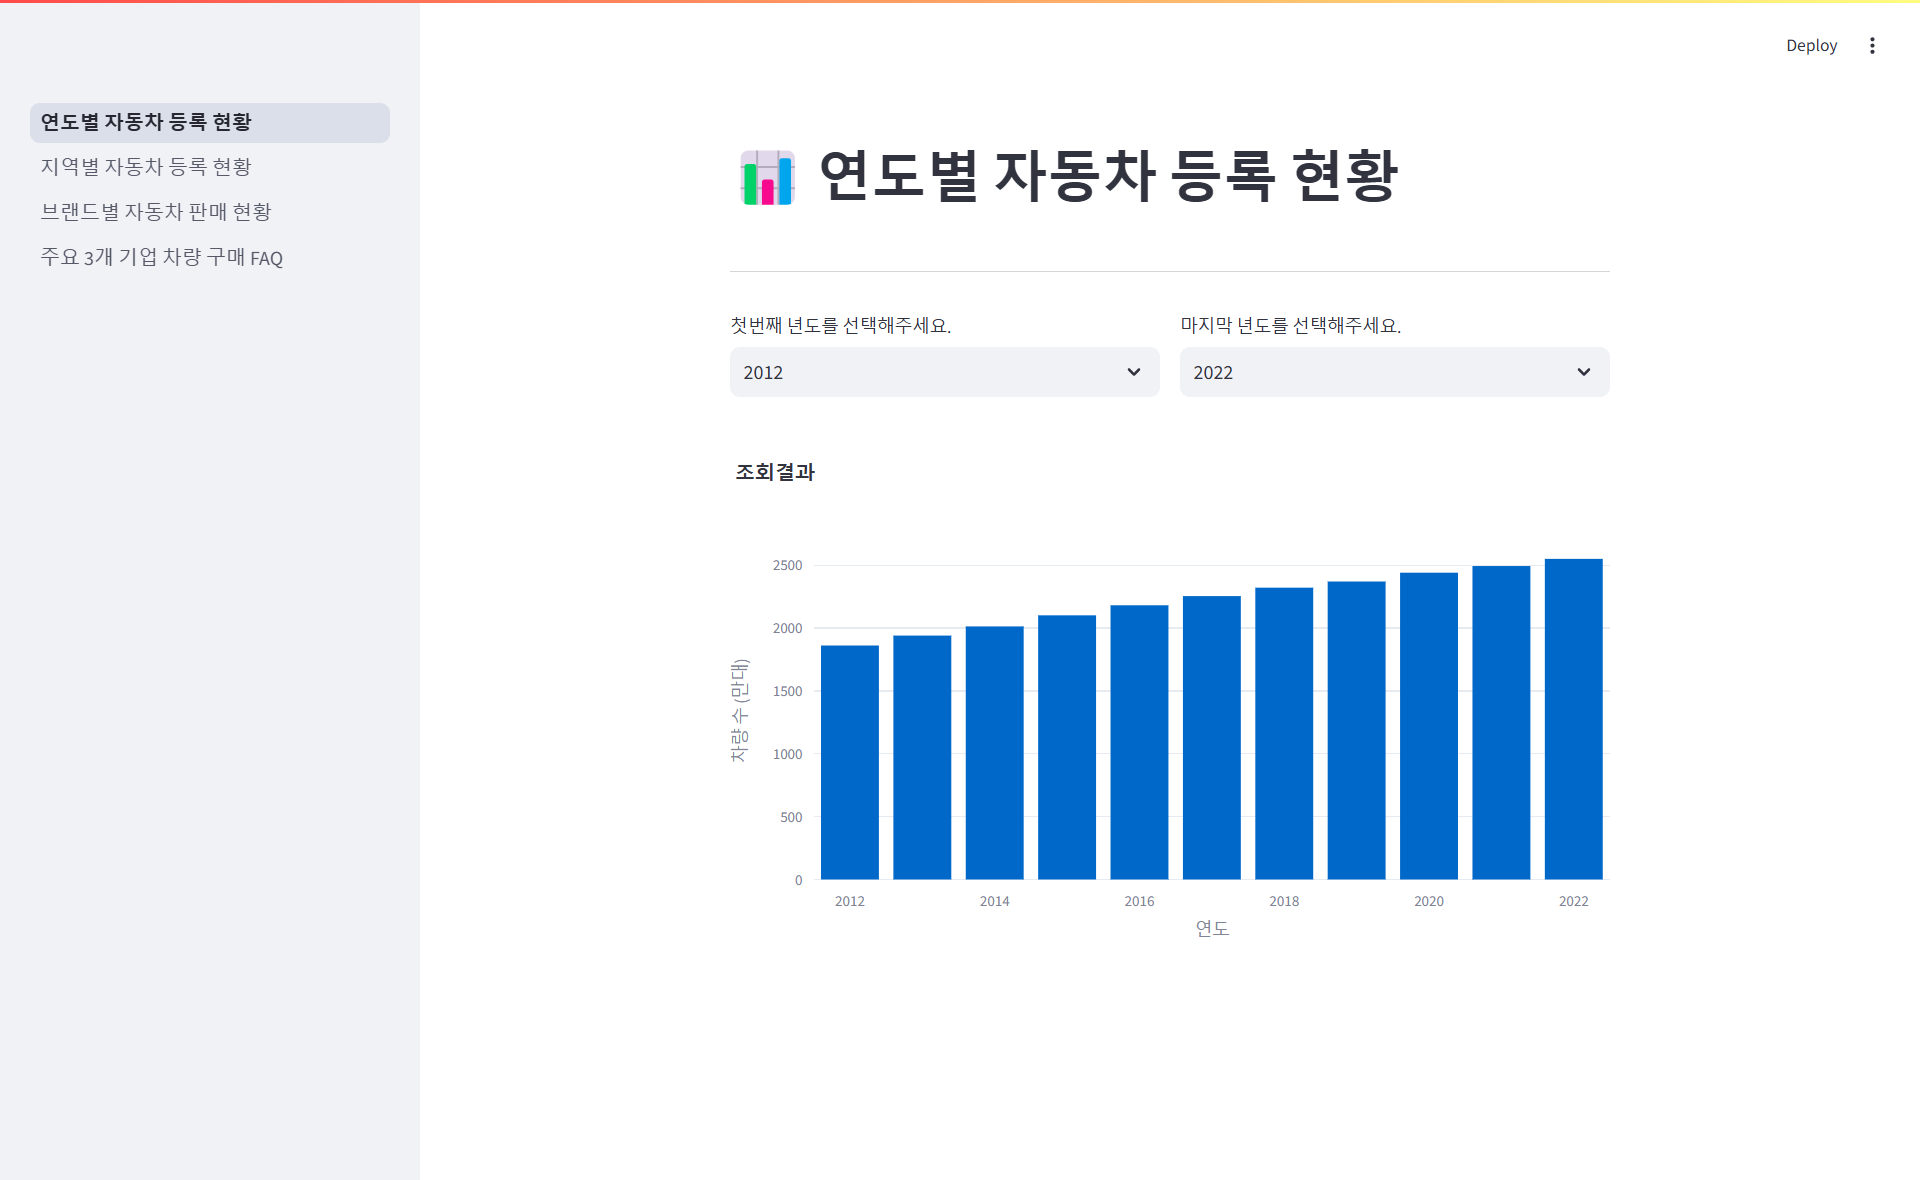 Deploy
연도별 자동차 등록 현황
지역별 자동차 등록 현황
브랜드별 자동차 판매 현황
주요 3개 기업 차량 구매 FAQ
연도별 자동차 등록 현황
첫번째 년도를 선택해주세요.
2012
마지막 년도를 선택해주세요.
2022
조회결과
차량 수 (만대)
2500
2000
1500
1000
500
0
2012 2014 2016 2018 2020 2022
연도